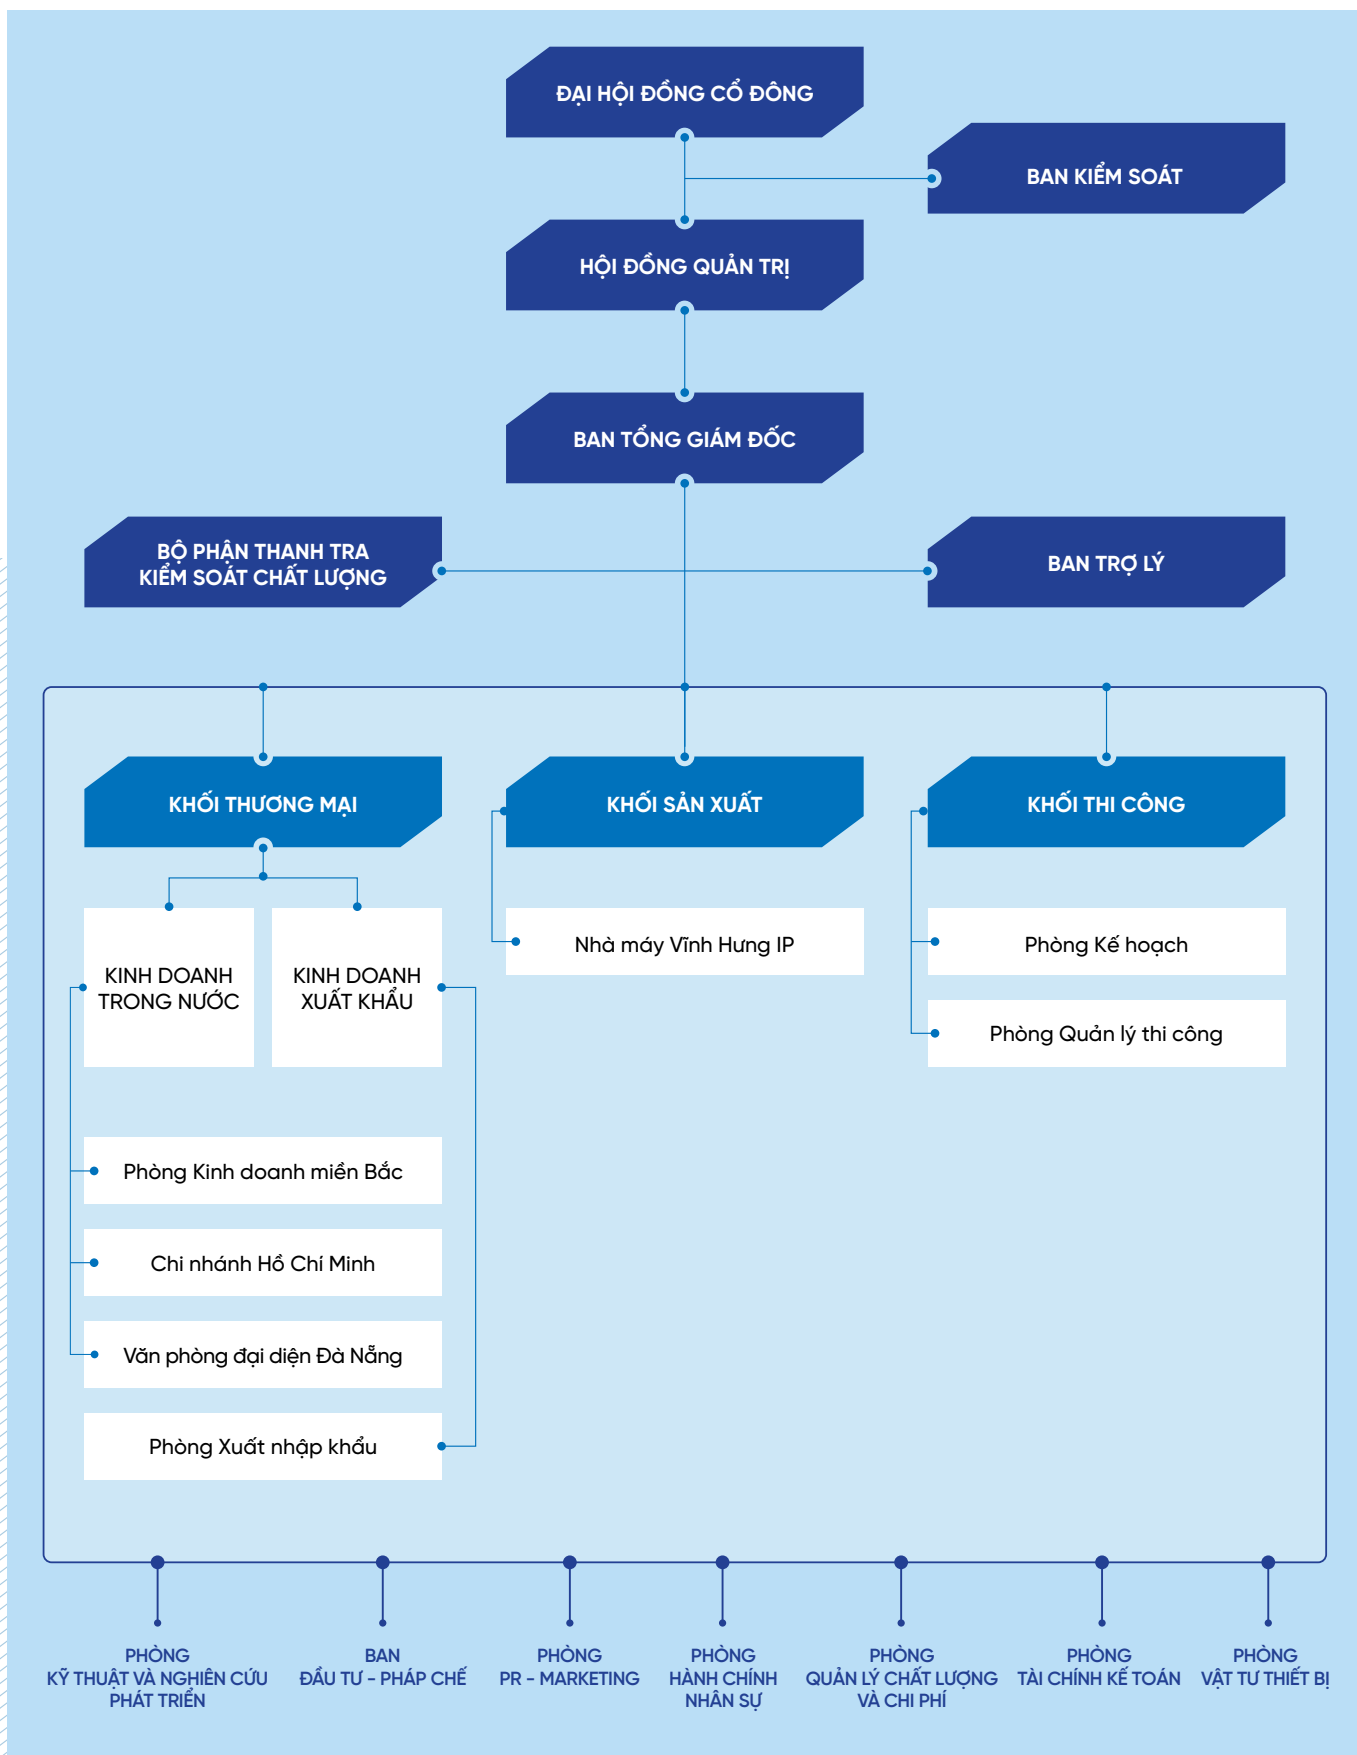 ĐẠI HỘI ĐỒNG CỔ ĐÔNG
BAN KIỂM SOÁT
HỘI ĐỒNG QUẢN TRỊ
BAN TỔNG GIÁM ĐỐC
BỘ PHẬN THANH TRA
KIỂM SOÁT CHẤT LƯỢNG
BAN TRỢ LÝ
KHỐI THƯƠNG MẠI
KHỐI SẢN XUẤT
KHỐI THI CÔNG
KINH DOANH
TRONG NƯỚC
KINH DOANH
XUẤT KHẨU
Nhà máy Vĩnh Hưng IP
Phòng Kế hoạch
Phòng Quản lý thi công
Phòng Kinh doanh miền Bắc
Chi nhánh Hồ Chí Minh
Văn phòng đại diện Đà Nẵng
Phòng Xuất nhập khẩu
PHÒNG
KỸ THUẬT VÀ NGHIÊN CỨU
PHÁT TRIỂN
BAN
ĐẦU TƯ - PHÁP CHẾ
PHÒNG
PR - MARKETING
PHÒNG
HÀNH CHÍNH
NHÂN SỰ
PHÒNG
QUẢN LÝ CHẤT LƯỢNG
VÀ CHI PHÍ
PHÒNG
TÀI CHÍNH KẾ TOÁN
PHÒNG
VẬT TƯ THIẾT BỊ